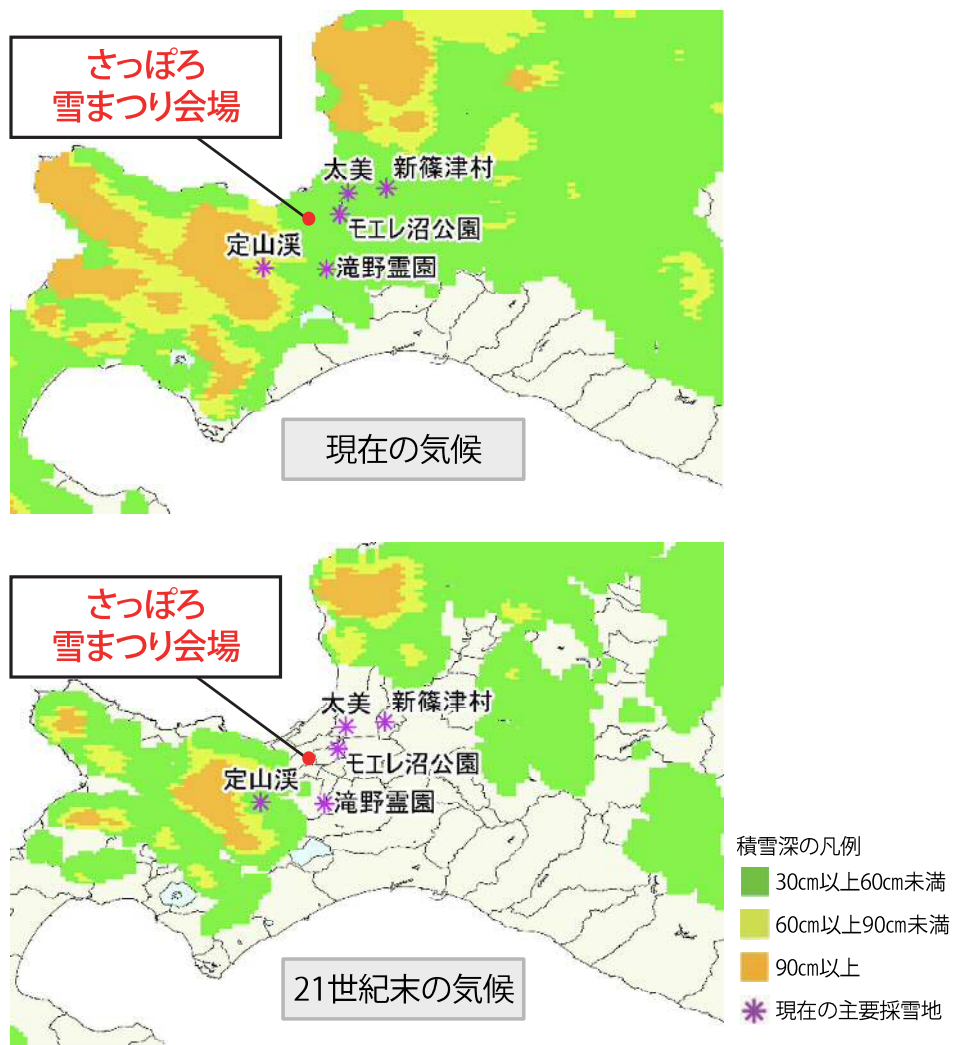 さっぽろ
雪まつり会場
太美
新篠津村
モエレ沼公園
定山渓
滝野霊園
現在の気候
さっぽろ
雪まつり会場
太美
新篠津村
モエレ沼公園
定山渓
滝野霊園
21世紀末の気候
積雪深の凡例
30㎝以上60㎝未満
60㎝以上90㎝未満
90㎝以上
現在の主要採雪地